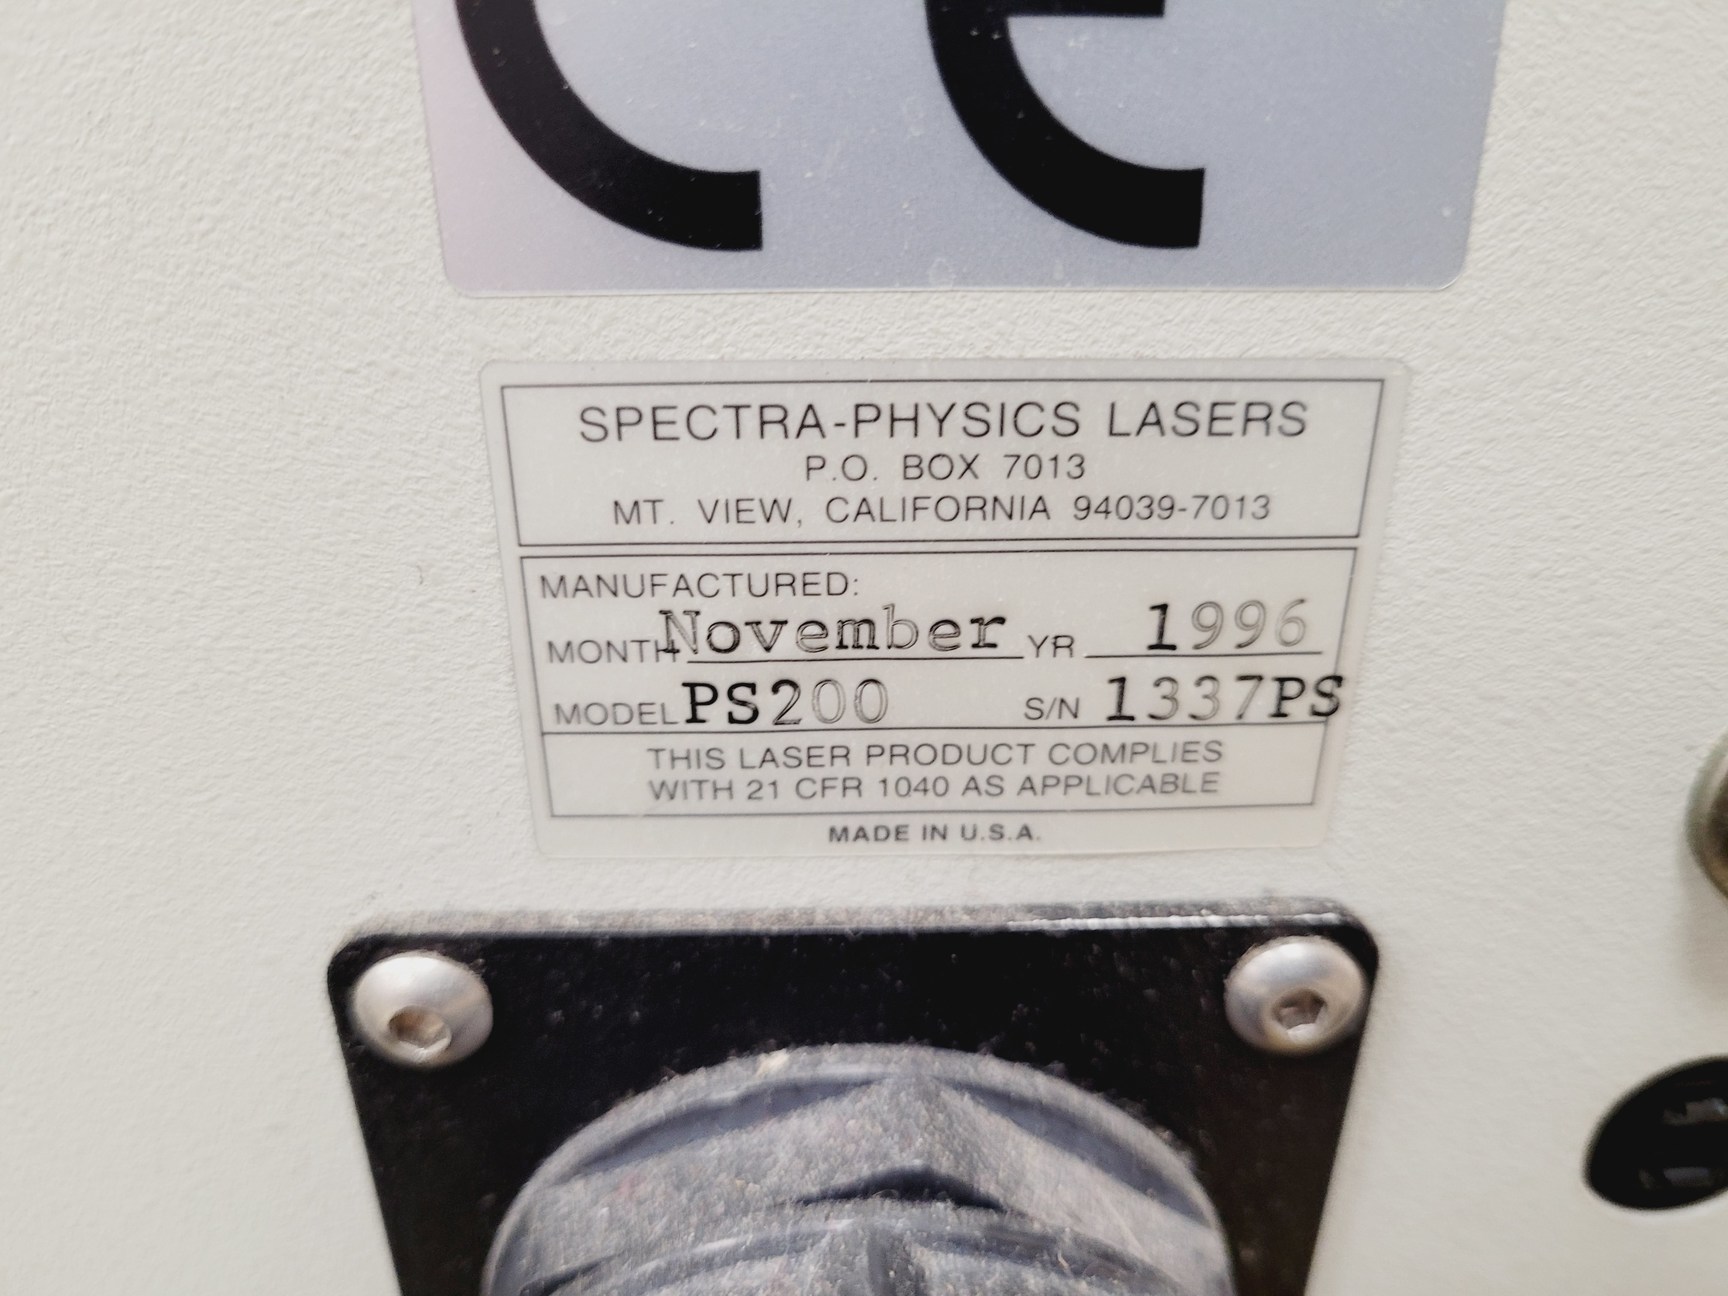 CE
SPECTRA-PHYSICS LASERS
P.O. BOX 7013
MT. VIEW, CALIFORNIA 94039-7013
MANUFACTURED:
MONTH November YR 1996
MODEL PS200 S/N 1337PS
THIS LASER PRODUCT COMPLIES
WITH 21 CFR 1040 AS APPLICABLE
MADE IN U.S.A.